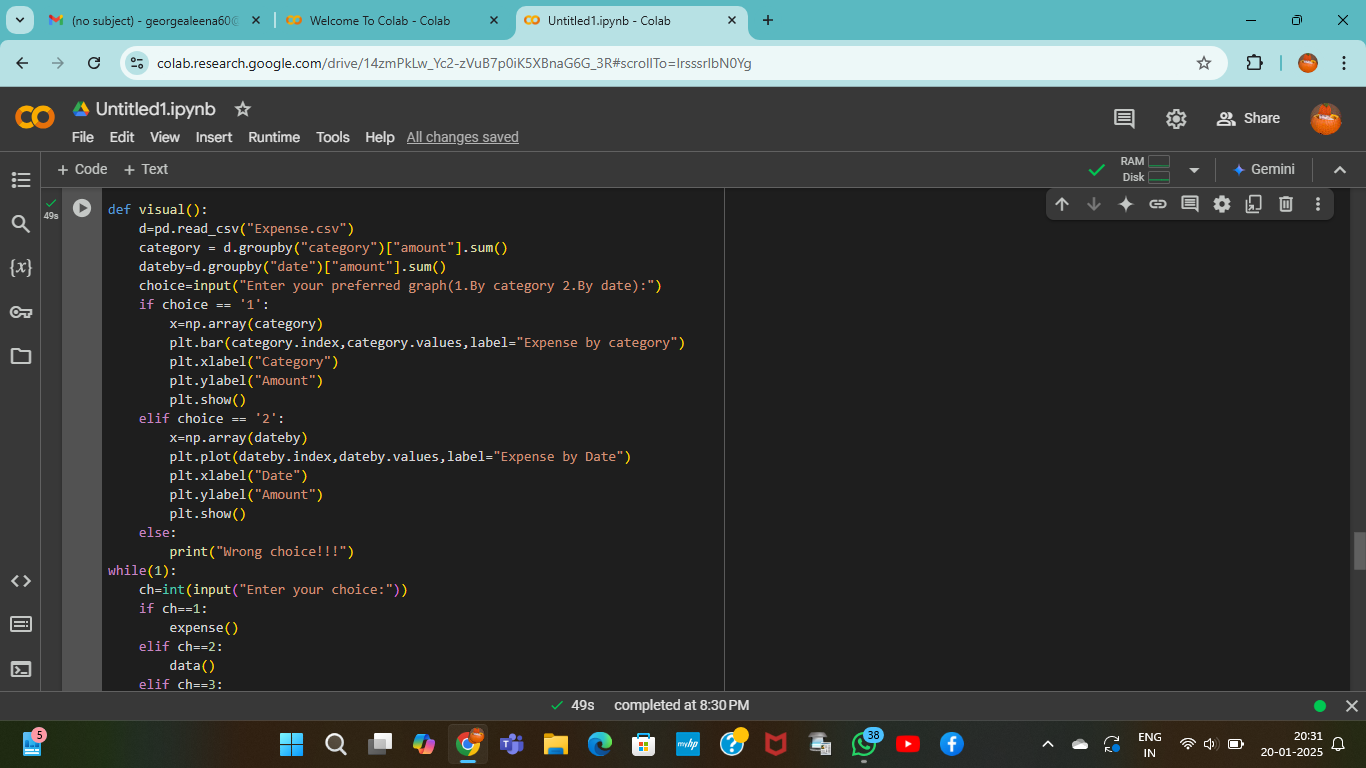 (no subject) - georgealeena60@
Welcome To Colab - Colab
Untitled1.ipynb - Colab
colab.research.google.com/drive/14zmPkLw_Yc2-zVuB7p0iK5XBnaG6G_3R#scrollTo=lrsssrlbN0Yg
Untitled1.ipynb
File Edit View Insert Runtime Tools Help All changes saved
Share
+ Code + Text
RAM
Disk
Gemini
49s
def visual():
    d=pd.read_csv("Expense.csv")
    category = d.groupby("category")["amount"].sum()
    dateby=d.groupby("date")["amount"].sum()
    choice=input("Enter your preferred graph(1.By category 2.By date):")
    if choice == '1':
        x=np.array(category)
        plt.bar(category.index,category.values,label="Expense by category")
        plt.xlabel("Category")
        plt.ylabel("Amount")
        plt.show()
    elif choice == '2':
        x=np.array(dateby)
        plt.plot(dateby.index,dateby.values,label="Expense by Date")
        plt.xlabel("Date")
        plt.ylabel("Amount")
        plt.show()
    else:
        print("Wrong choice!!!")
while(1):
    ch=int(input("Enter your choice:"))
    if ch==1:
        expense()
    elif ch==2:
        data()
    elif ch==3:
{x}
49s completed at 8:30 PM
5
myhp
38
ENG
IN
20:31
20-01-2025